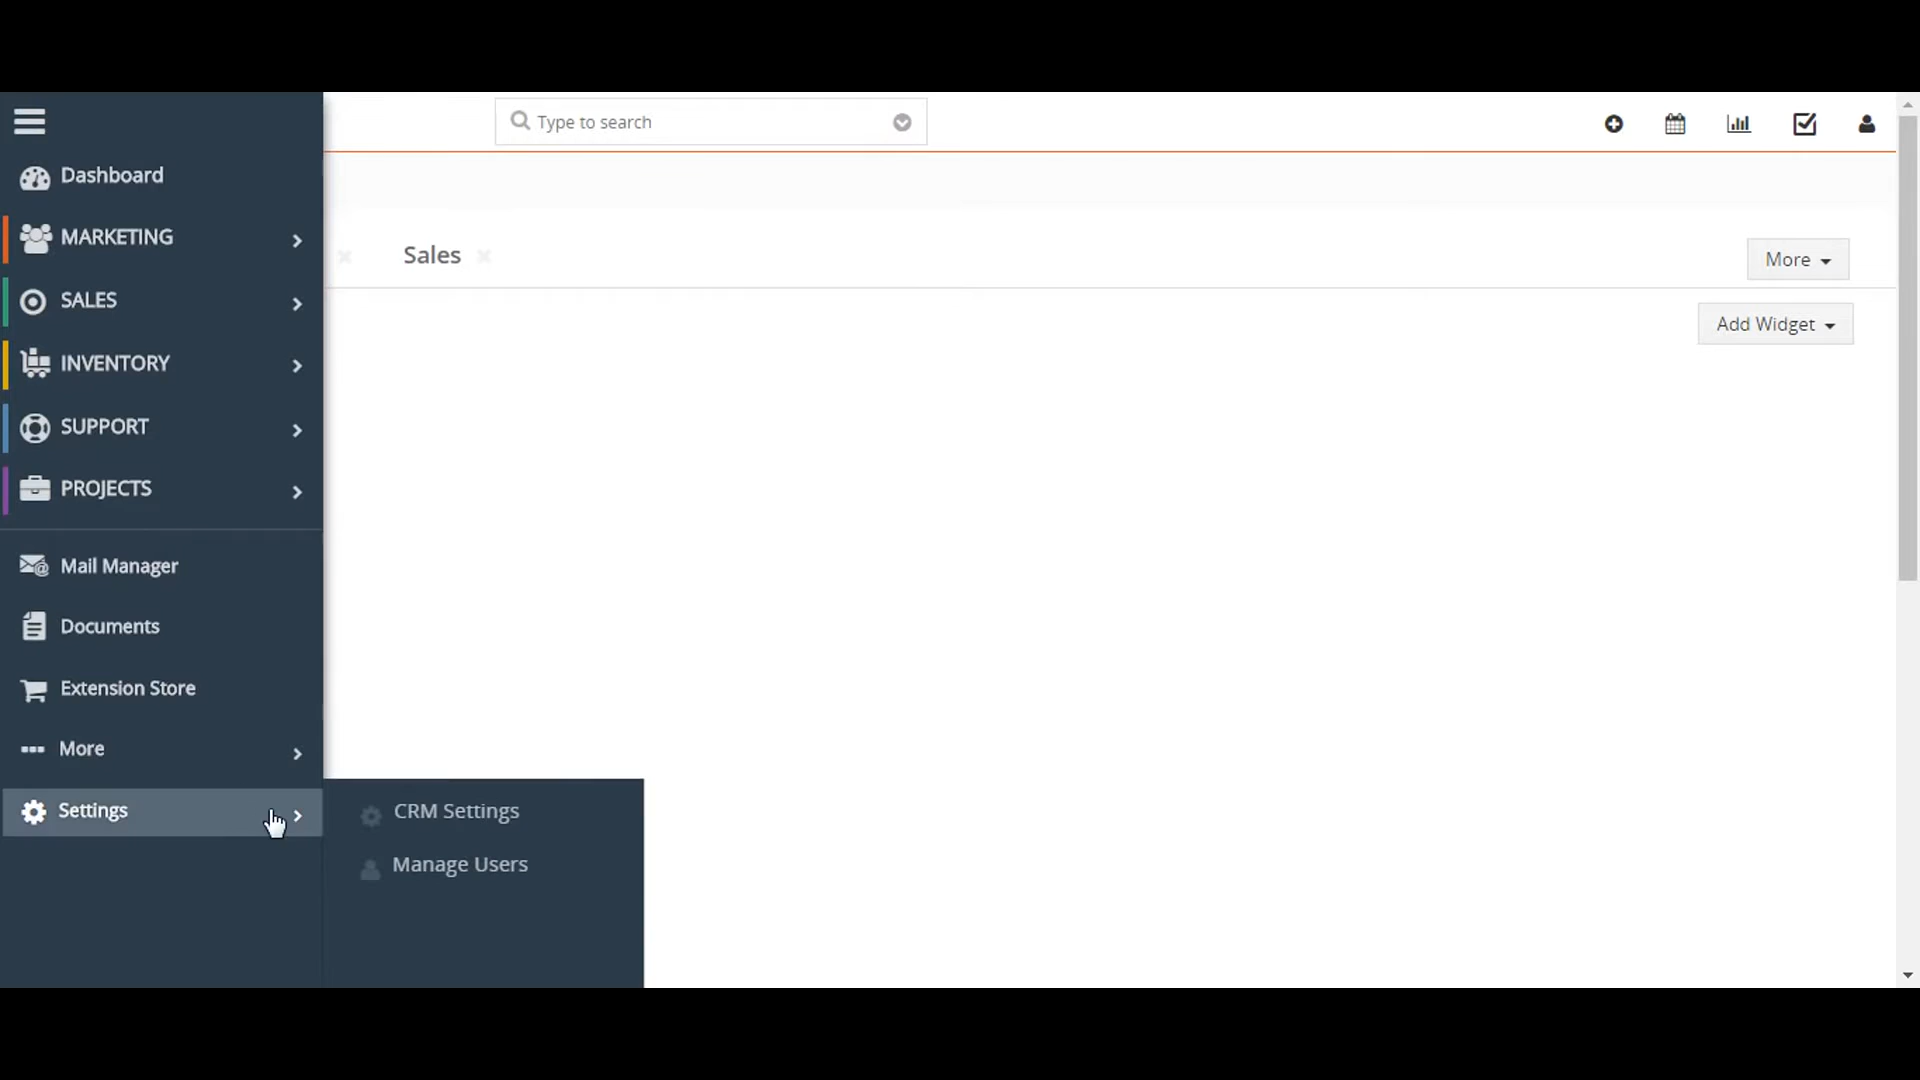 Type to search
Dashboard
MARKETING
Sales
More
SALES
Add Widget
INVENTORY
SUPPORT
PROJECTS
Mail Manager
Documents
Extension Store
More
Settings
CRM Settings
Manage Users